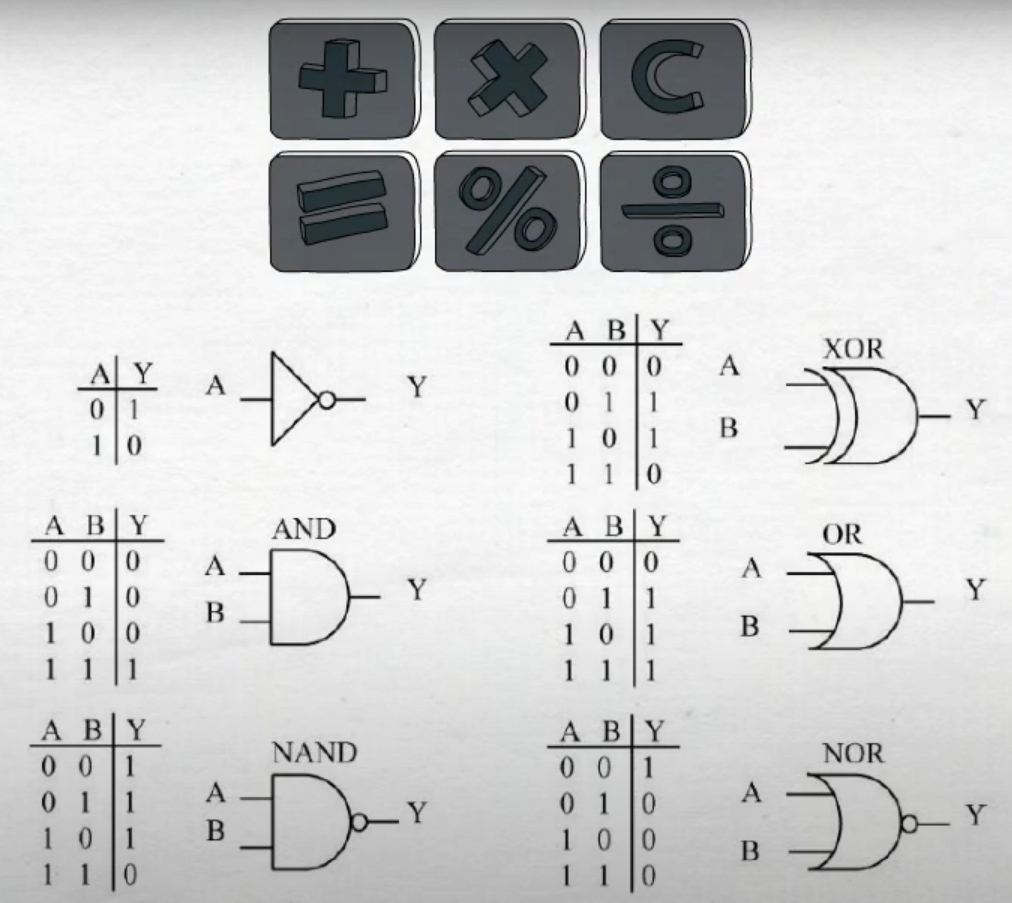 + × C
= % ÷
A Y
0 1
1 0
A Y
A B Y
0 0 0
0 1 1
1 0 1
1 1 0
XOR
A
B
Y
A B Y
0 0 0
0 1 0
1 0 0
1 1 1
AND
A
B
Y
A B Y
0 0 0
0 1 1
1 0 1
1 1 1
OR
A
B
Y
A B Y
0 0 1
0 1 1
1 0 1
1 1 0
NAND
A
B
Y
A B Y
0 0 1
0 1 0
1 0 0
1 1 0
NOR
A
B
Y